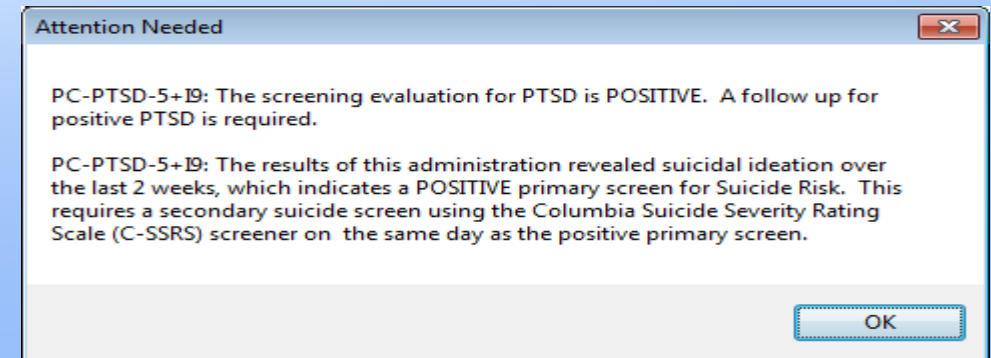 Attention Needed
PC-PTSD-5+I9: The screening evaluation for PTSD is POSITIVE.  A follow up for
positive PTSD is required.
PC-PTSD-5+I9: The results of this administration revealed suicidal ideation over
the last 2 weeks, which indicates a POSITIVE primary screen for Suicide Risk.  This
requires a secondary suicide screen using the Columbia Suicide Severity Rating
Scale (C-SSRS) screener on  the same day as the positive primary screen.
OK